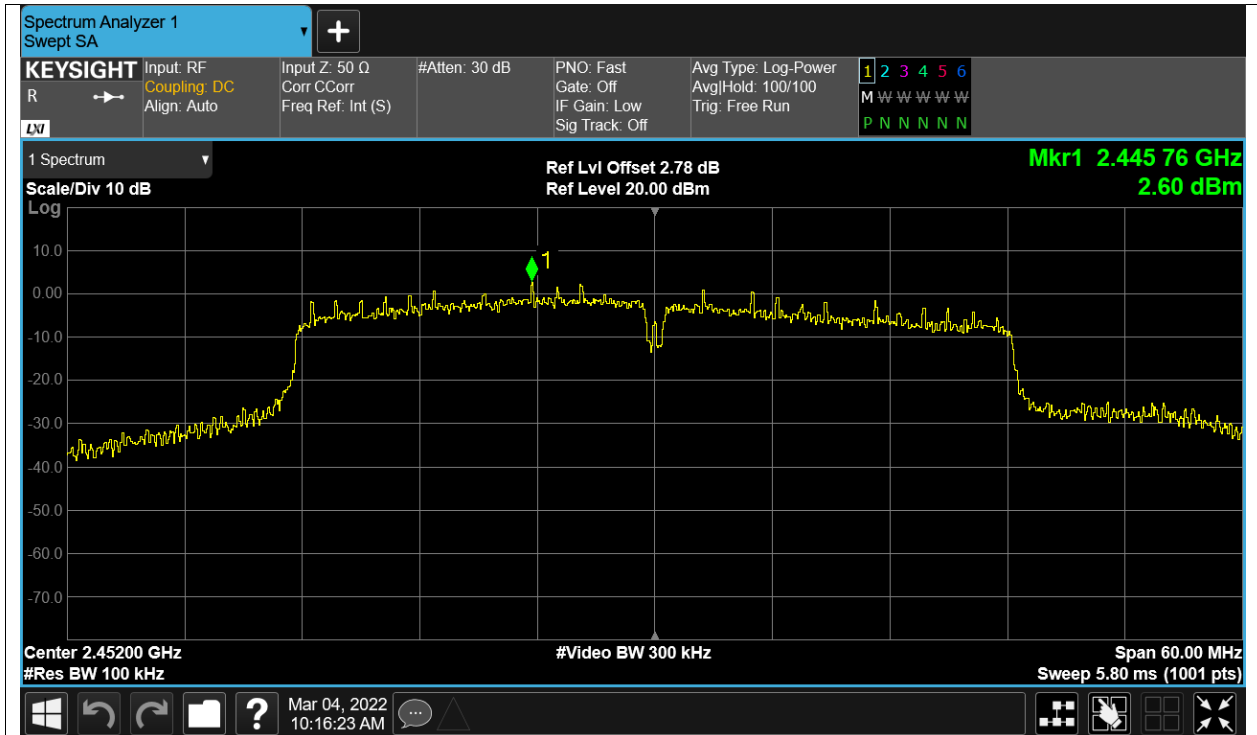 Spectrum Analyzer 1
Swept SA
KEYSIGHT
R
LXI
Input: RF
Coupling: DC
Align: Auto
Input Z: 50 Ω
Corr CCorr
Freq Ref: Int (S)
#Atten: 30 dB
PNO: Fast
Gate: Off
IF Gain: Low
Sig Track: Off
Avg Type: Log-Power
Avg|Hold: 100/100
Trig: Free Run
1 2 3 4 5 6
M W W W W W
P N N N N N
1 Spectrum
Scale/Div 10 dB
Log
Ref Lvl Offset 2.78 dB
Ref Level 20.00 dBm
Mkr1 2.445 76 GHz
2.60 dBm
1
10.0
0.00
-10.0
-20.0
-30.0
-40.0
-50.0
-60.0
-70.0
Center 2.45200 GHz
#Res BW 100 kHz
#Video BW 300 kHz
Span 60.00 MHz
Sweep 5.80 ms (1001 pts)
?
Mar 04, 2022
10:16:23 AM